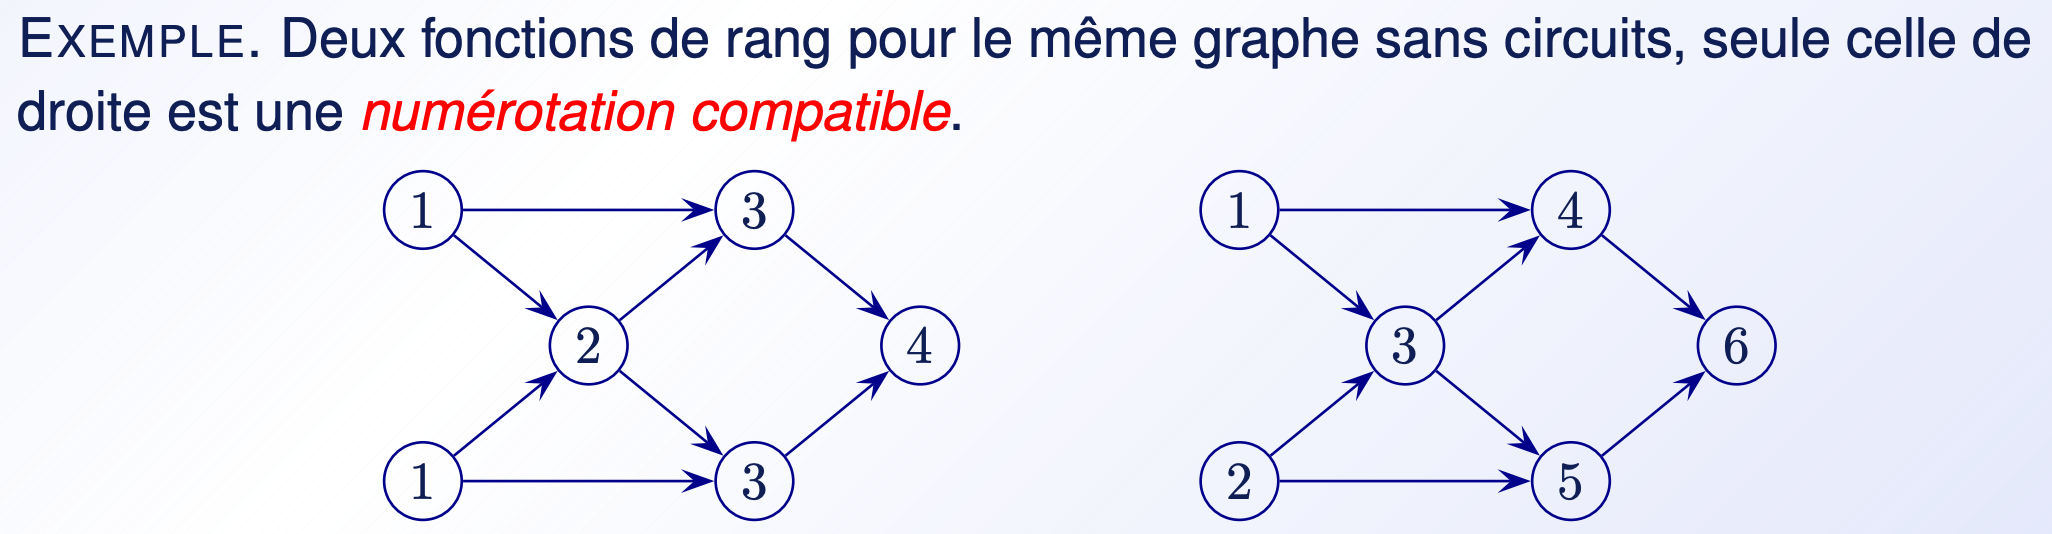 EXEMPLE. Deux fonctions de rang pour le même graphe sans circuits, seule celle de
droite est une numérotation compatible.
1 3 1 4
2 4 3 6
1 3 2 5